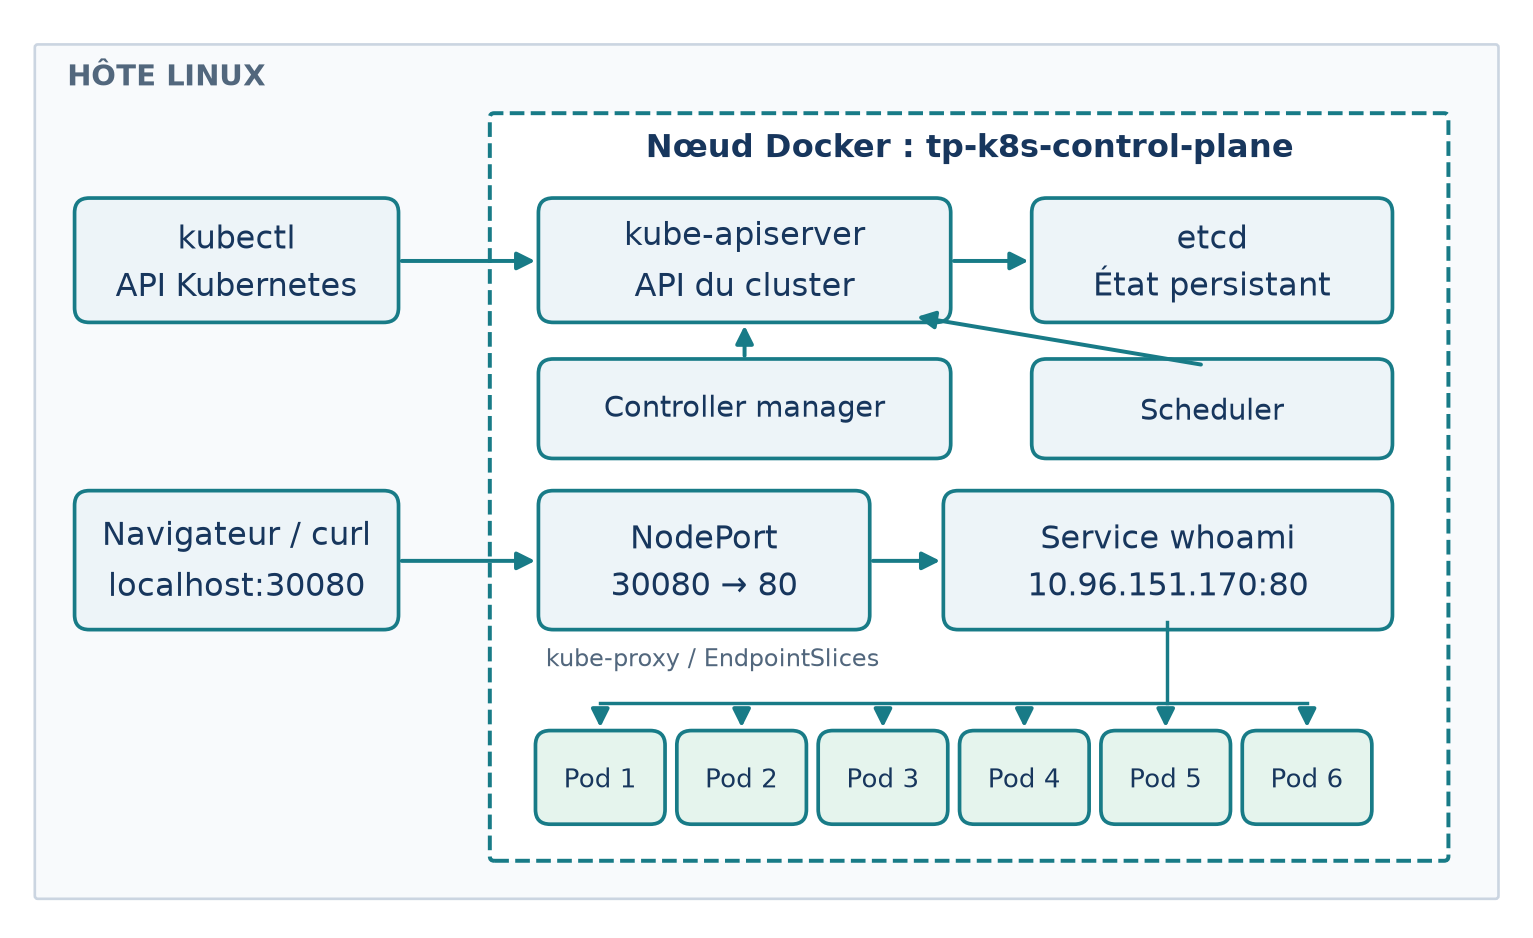 HÔTE LINUX
Nœud Docker : tp-k8s-control-plane
kubectl
API Kubernetes
kube-apiserver
API du cluster
etcd
État persistant
Controller manager
Scheduler
Navigateur / curl
localhost:30080
NodePort
30080 → 80
Service whoami
10.96.151.170:80
kube-proxy / EndpointSlices
Pod 1
Pod 2
Pod 3
Pod 4
Pod 5
Pod 6